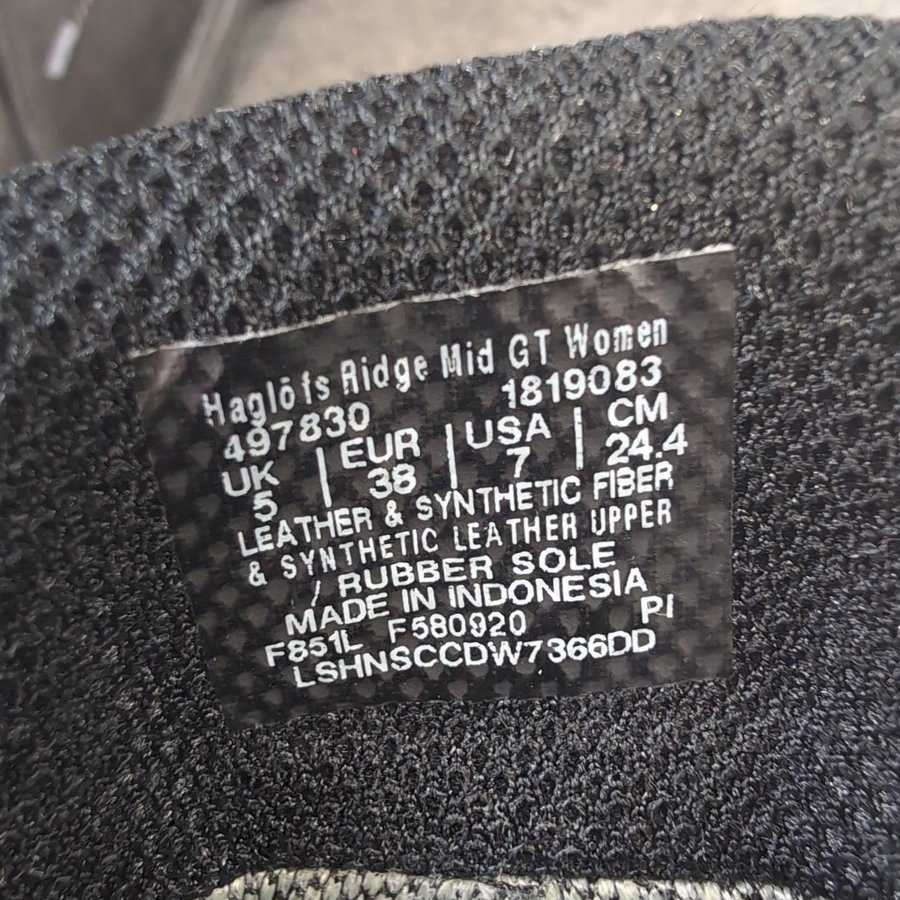 Haglöfs Ridge Mid GT Women
497830 1819083
UK | EUR | USA | CM
5 | 38 | 7 | 24.4
LEATHER & SYNTHETIC FIBER
& SYNTHETIC LEATHER UPPER
/ RUBBER SOLE
MADE IN INDONESIA
F851L F580920 PI
LSHNSCCDW7366DD